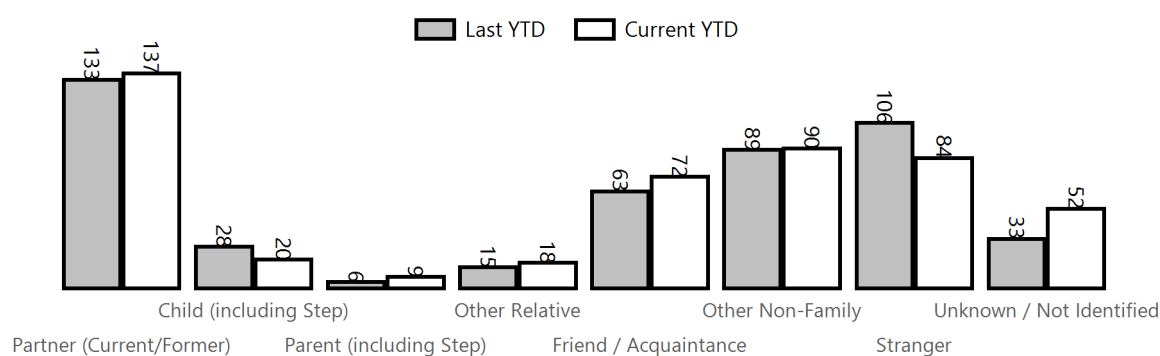 Last YTD Current YTD
133 137 28 20 6 9 15 18 63 72 89 90 106 84 33 52
Child (including Step) Other Relative Other Non-Family Unknown / Not Identified
Partner (Current/Former) Parent (including Step) Friend / Acquaintance Stranger